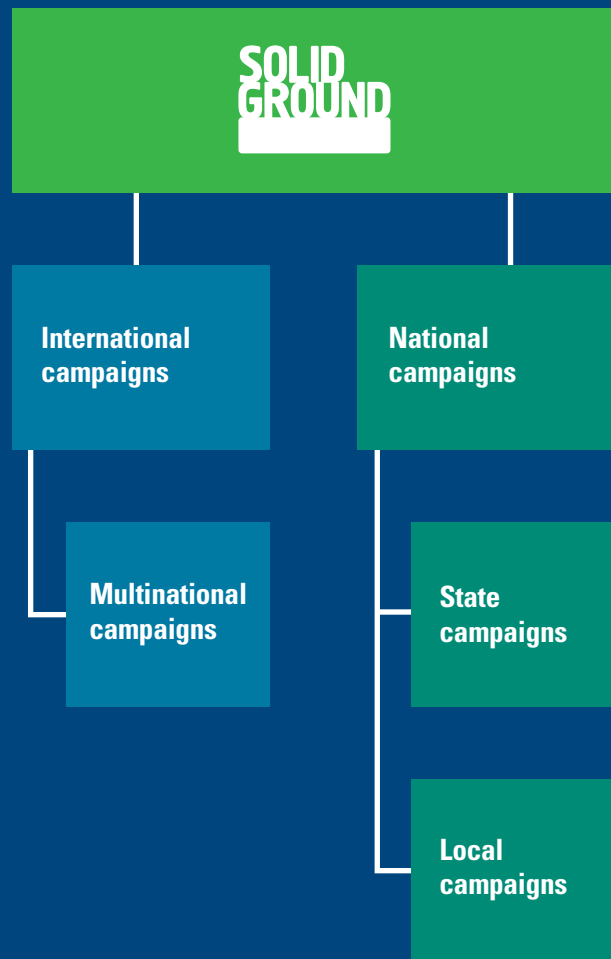 SOLID
GROUND
International
campaigns
National
campaigns
Multinational
campaigns
State
campaigns
Local
campaigns